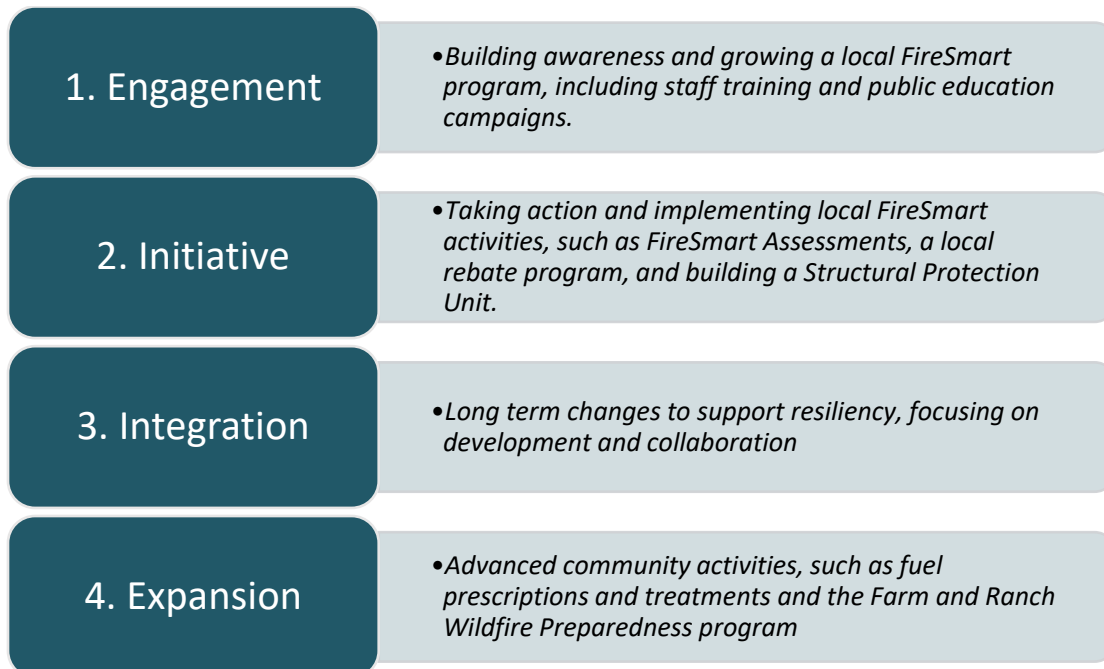 1. Engagement
•Building awareness and growing a local FireSmart
program, including staff training and public education
campaigns.
2. Initiative
•Taking action and implementing local FireSmart
activities, such as FireSmart Assessments, a local
rebate program, and building a Structural Protection
Unit.
3. Integration
•Long term changes to support resiliency, focusing on
development and collaboration
4. Expansion
•Advanced community activities, such as fuel
prescriptions and treatments and the Farm and Ranch
Wildfire Preparedness program